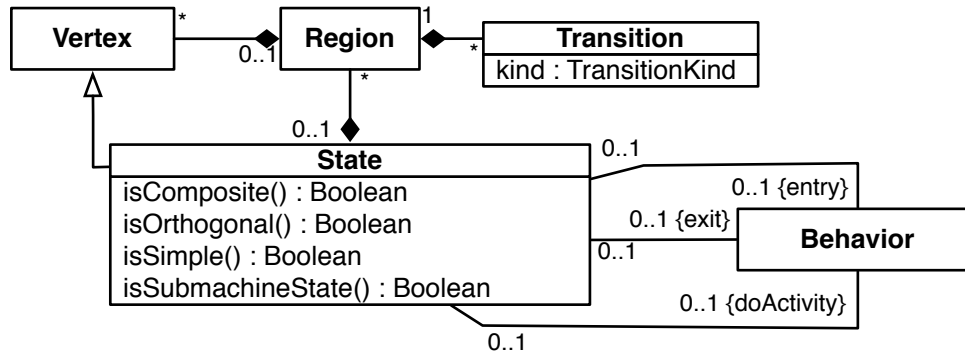 Vertex
*
0..1
Region
1
*
Transition
kind : TransitionKind
*
0..1
State
isComposite() : Boolean
isOrthogonal() : Boolean
isSimple() : Boolean
isSubmachineState() : Boolean
0..1
0..1 {entry}
0..1 {exit}
0..1
Behavior
0..1 {doActivity}
0..1